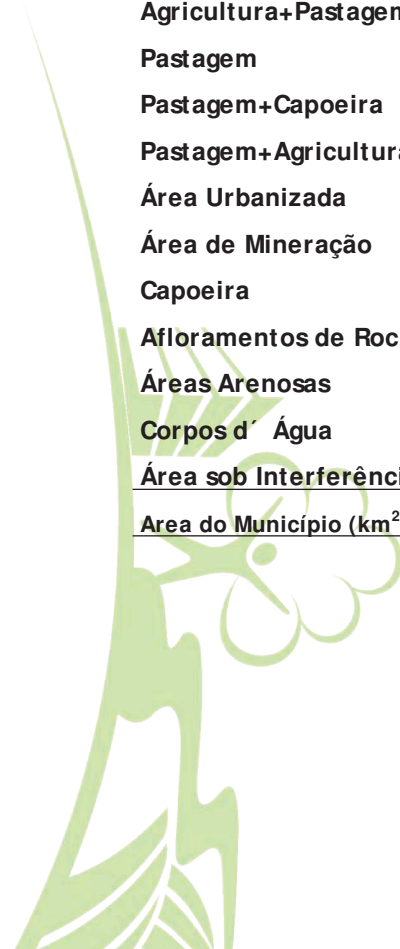 Agricultura+Pastagem
Pastagem
Pastagem+Capoeira
Pastagem+Agricultura
Área Urbanizada
Área de Mineração
Capoeira
Afloramentos de Roc
Áreas Arenosas
Corpos d´ Água
Área sob Interferênci
Area do Município (km²